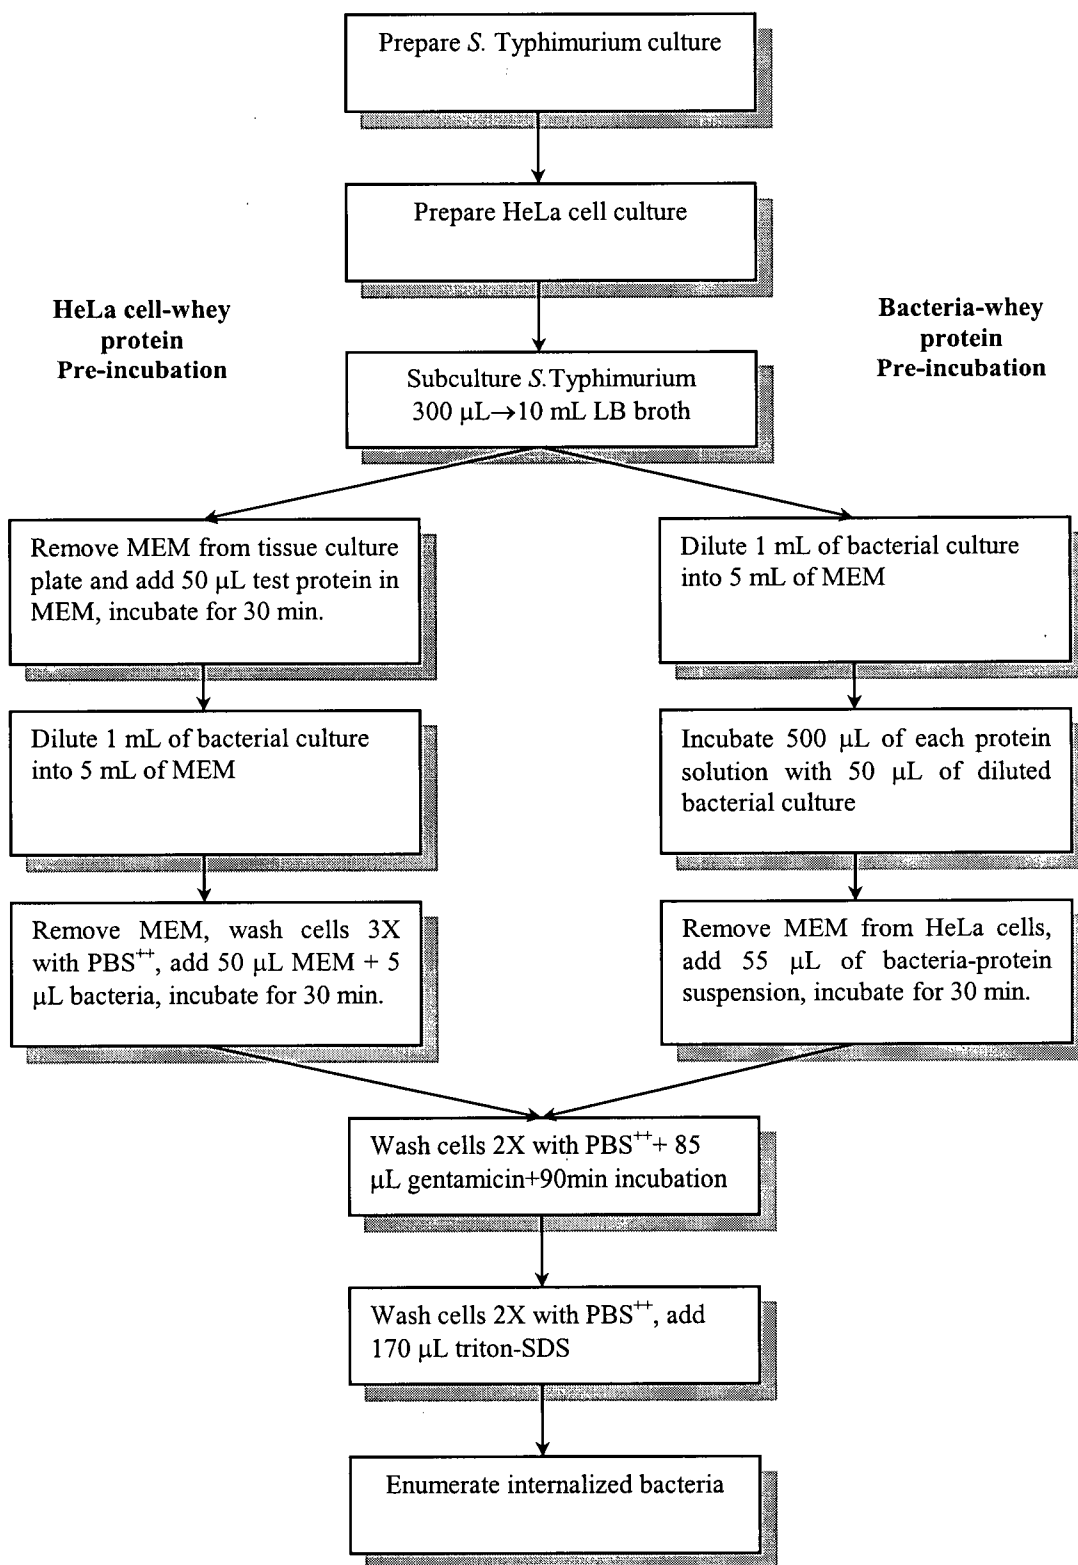 Prepare S. Typhimurium culture
Prepare HeLa cell culture
HeLa cell-whey
protein
Pre-incubation
Bacteria-whey
protein
Pre-incubation
Subculture S.Typhimurium
300 μL→10 mL LB broth
Remove MEM from tissue culture
plate and add 50 μL test protein in
MEM, incubate for 30 min.
Dilute 1 mL of bacterial culture
into 5 mL of MEM
Remove MEM, wash cells 3X
with PBS⁺⁺, add 50 μL MEM + 5
μL bacteria, incubate for 30 min.
Dilute 1 mL of bacterial culture
into 5 mL of MEM
Incubate 500 μL of each protein
solution with 50 μL of diluted
bacterial culture
Remove MEM from HeLa cells,
add 55 μL of bacteria-protein
suspension, incubate for 30 min.
Wash cells 2X with PBS⁺⁺+ 85
μL gentamicin+90min incubation
Wash cells 2X with PBS⁺⁺, add
170 μL triton-SDS
Enumerate internalized bacteria